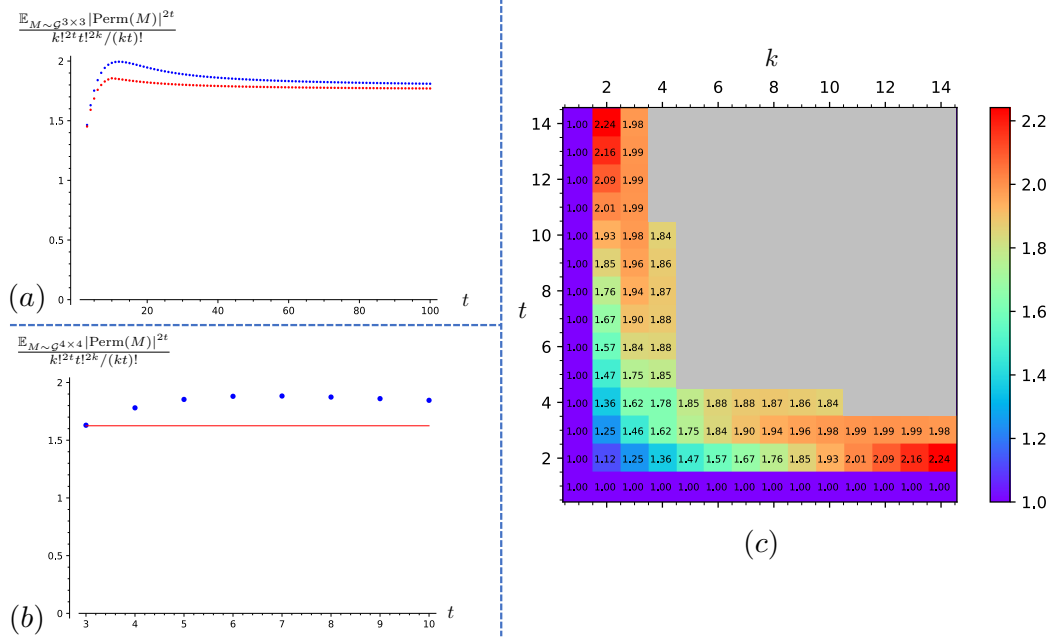 𝔼_{M∼𝒢^{3×3}}|Perm(M)|^{2t}
k!^{2t}t!^{2k}/(kt)!
2
1.5
1
0.5
0
20 40 60 80 100
t
(a)
𝔼_{M∼𝒢^{4×4}}|Perm(M)|^{2t}
k!^{2t}t!^{2k}/(kt)!
2
1.5
1
0.5
0
3 4 5 6 7 8 9 10
t
(b)
k
2 4 6 8 10 12 14
14 1.00 2.24 1.98
1.00 2.16 1.99
12 1.00 2.09 1.99
1.00 2.01 1.99
10 1.00 1.93 1.98 1.84
1.00 1.85 1.96 1.86
t 8 1.00 1.76 1.94 1.87
1.00 1.67 1.90 1.88
6 1.00 1.57 1.84 1.88
1.00 1.47 1.75 1.85
4 1.00 1.36 1.62 1.78 1.85 1.88 1.88 1.87 1.86 1.84
1.00 1.25 1.46 1.62 1.75 1.84 1.90 1.94 1.96 1.98 1.99 1.99 1.99 1.98
2 1.00 1.12 1.25 1.36 1.47 1.57 1.67 1.76 1.85 1.93 2.01 2.09 2.16 2.24
1.00 1.00 1.00 1.00 1.00 1.00 1.00 1.00 1.00 1.00 1.00 1.00 1.00 1.00
2.2
2.0
1.8
1.6
1.4
1.2
1.0
(c)